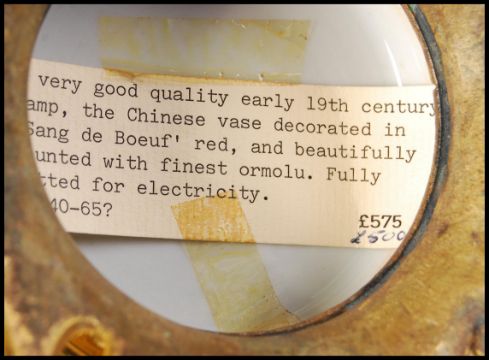 very good quality early 19th century
amp, the Chinese vase decorated in
Sang de Boeuf' red, and beautifully
unted with finest ormolu. Fully
tted for electricity.
40-65?
£575
£500